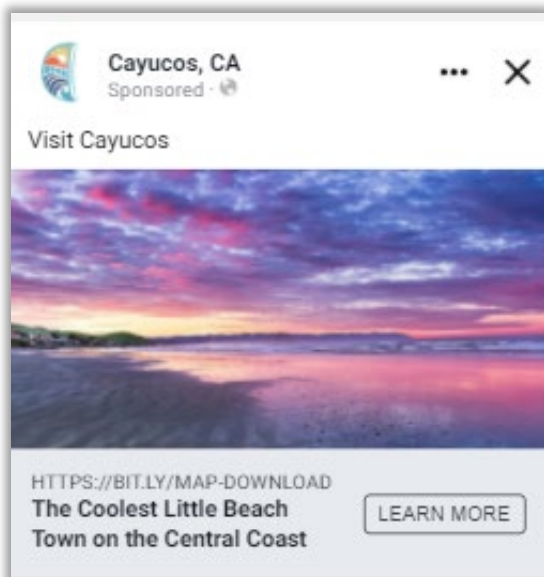 Cayucos, CA
Sponsored ·
Visit Cayucos
HTTPS://BIT.LY/MAP-DOWNLOAD
The Coolest Little Beach
Town on the Central Coast
LEARN MORE